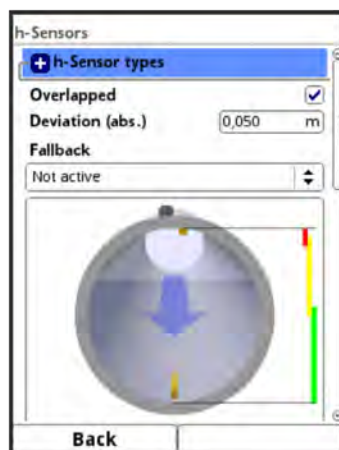 h-Sensors
h-Sensor types
Overlapped
Deviation (abs.) 0,050 m
Fallback
Not active
Back